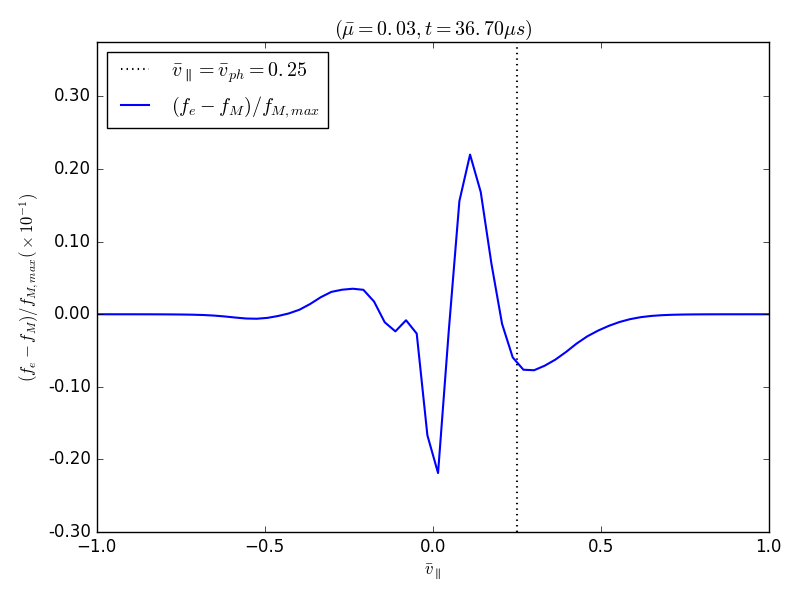 (μ̄ = 0.03, t = 36.70μs)
v̄∥ = v̄ph = 0.25
(fe − fM)/fM,max
0.30
0.20
0.10
0.00
-0.10
-0.20
-0.30
(fe − fM)/fM,max(×10⁻¹)
−1.0 −0.5 0.0 0.5 1.0
v̄∥